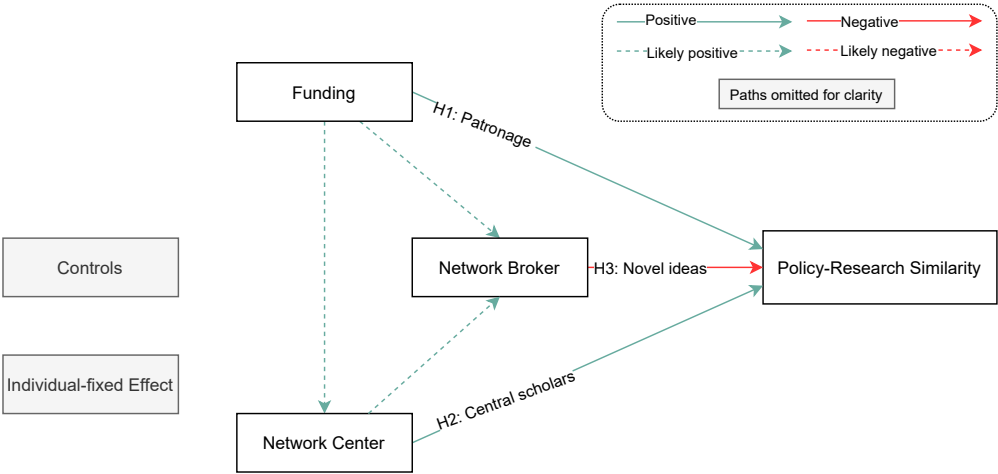 Positive
Negative
Likely positive
Likely negative
Paths omitted for clarity
Funding
H1: Patronage
Controls
Network Broker
H3: Novel ideas
Policy-Research Similarity
Individual-fixed Effect
H2: Central scholars
Network Center